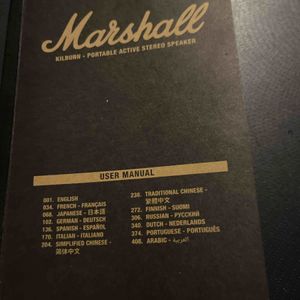 Marshall
KILBURN - PORTABLE ACTIVE STEREO SPEAKER
USER MANUAL
001. ENGLISH
034. FRENCH - FRANÇAIS
068. JAPANESE - 日本語
102. GERMAN - DEUTSCH
136. SPANISH - ESPAÑOL
170. ITALIAN - ITALIANO
204. SIMPLIFIED CHINESE -
简体中文
238. TRADITIONAL CHINESE -
繁體中文
272. FINNISH - SUOMI
306. RUSSIAN - РУССКИЙ
340. DUTCH - NEDERLANDS
374. PORTUGUESE - PORTUGUÊS
408. ARABIC - العربية